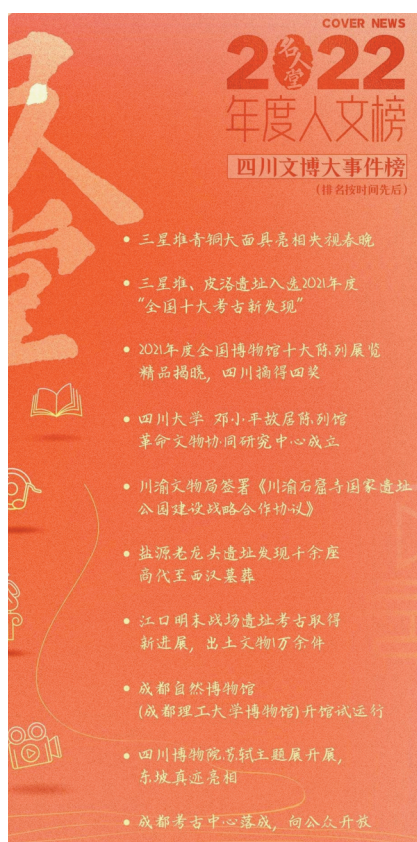 COVER NEWS
2022
名人堂
年度人文榜
四川文博大事件榜
(排名按时间先后)
人
堂
三星堆青铜大面具亮相央视春晚
三星堆、皮洛遗址入选2021年度
“全国十大考古新发现”
2021年度全国博物馆十大陈列展览
精品揭晓,四川摘得四奖
四川大学 邓小平故居陈列馆
革命文物协同研究中心成立
川渝文物局签署《川渝石窟寺国家遗址
公园建设战略合作协议》
盐源老龙头遗址发现千余座
商代至西汉墓葬
江口明末战场遗址考古取得
新进展,出土文物1万余件
成都自然博物馆
(成都理工大学博物馆)开馆试运行
四川博物院苏轼主题展开展,
东坡真迹亮相
成都考古中心落成,向公众开放